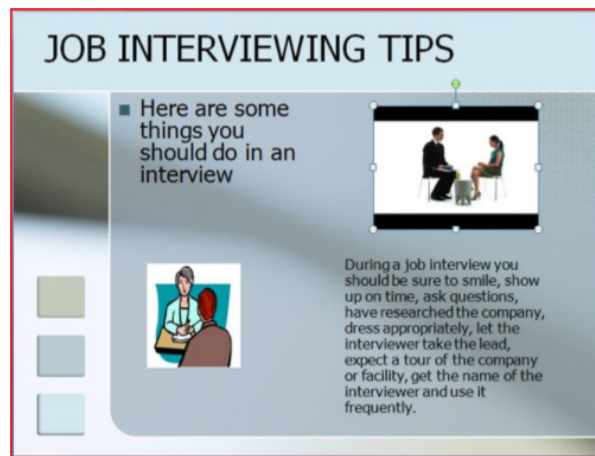 JOB INTERVIEWING TIPS
Here are some
things you
should do in an
interview
During a job interview you
should be sure to smile, show
up on time, ask questions,
have researched the company,
dress appropriately, let the
interviewer take the lead,
expect a tour of the company
or facility, get the name of the
interviewer and use it
frequently.